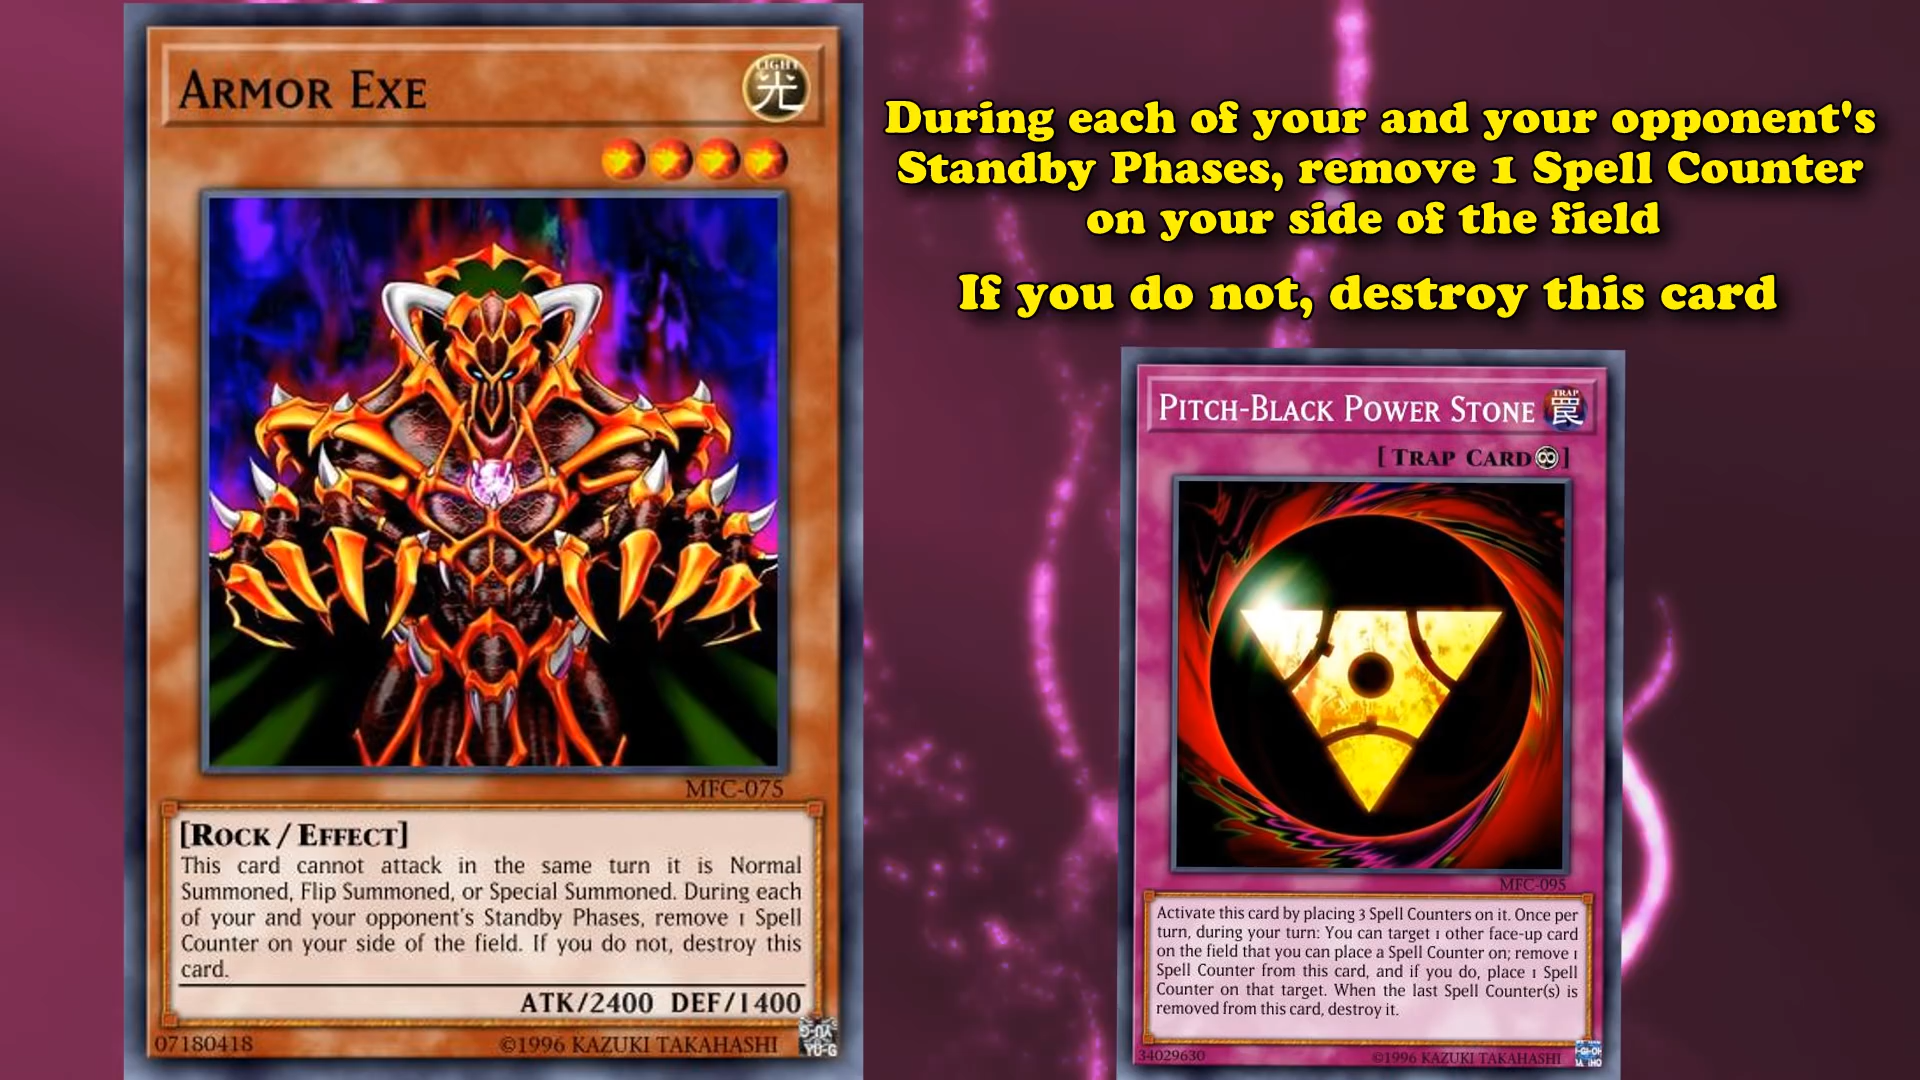 ARMOR EXE
LIGHT
光
During each of your and your opponent's
Standby Phases, remove 1 Spell Counter
on your side of the field
If you do not, destroy this card
MFC-075
[ROCK / EFFECT]
This card cannot attack in the same turn it is Normal
Summoned, Flip Summoned, or Special Summoned. During each
of your and your opponent's Standby Phases, remove 1 Spell
Counter on your side of the field. If you do not, destroy this
card.
ATK/2400 DEF/1400
07180418
©1996 KAZUKI TAKAHASHI
PITCH-BLACK POWER STONE
TRAP
罠
[TRAP CARD]
MFC-095
Activate this card by placing 3 Spell Counters on it. Once per
turn, during your turn: You can target 1 other face-up card
on the field that you can place a Spell Counter on; remove 1
Spell Counter from this card, and if you do, place 1 Spell
Counter on that target. When the last Spell Counter(s) is
removed from this card, destroy it.
34029630
©1996 KAZUKI TAKAHASHI